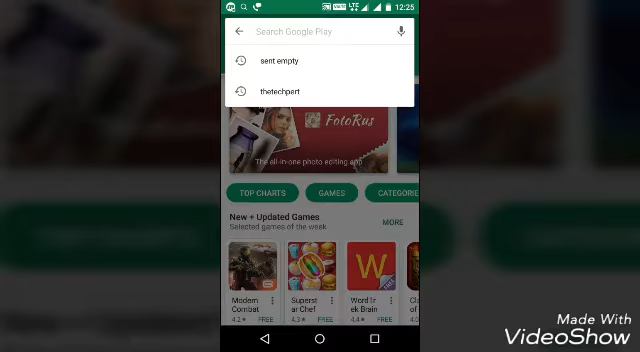 12:25
Search Google Play
sent empty
thetechpert
FotoRus
The all-in-one photo editing app
TOP CHARTS
GAMES
CATEGORIE
New + Updated Games
MORE
Selected games of the week
Modern
Combat
4.2★ FREE
Superst
ar Chef
4.3★ FREE
Word Tr
ek Brain
4.4★ FREE
Made With
VideoShow